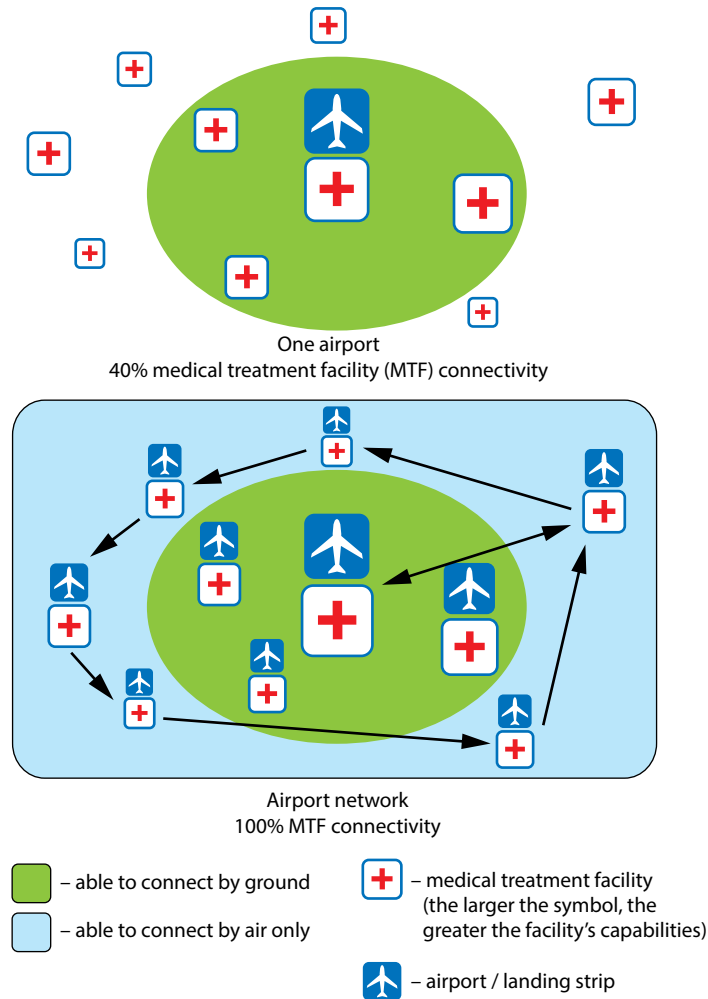 One airport
40% medical treatment facility (MTF) connectivity
Airport network
100% MTF connectivity
– able to connect by ground
– able to connect by air only
– medical treatment facility
(the larger the symbol, the
greater the facility’s capabilities)
– airport / landing strip